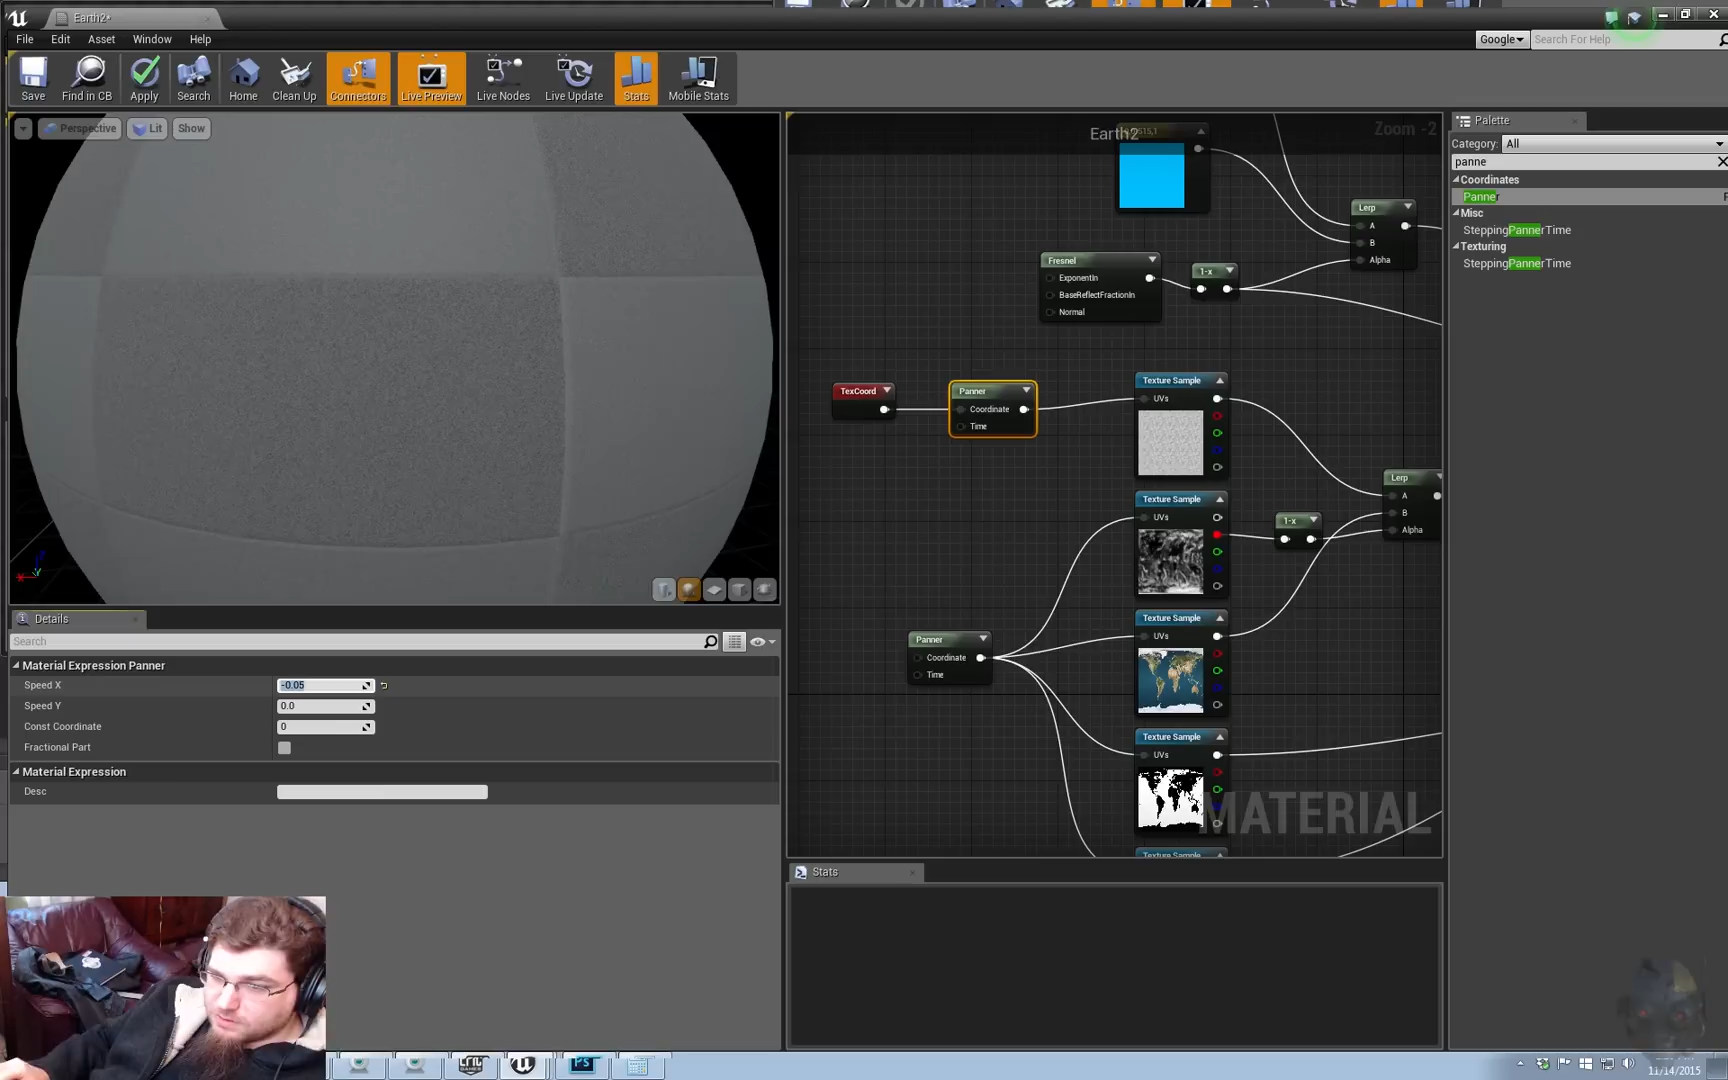 Earth2*
File Edit Asset Window Help
Google Search For Help
Save Find in CB Apply Search Home Clean Up Connectors Live Preview Live Nodes Live Update Stats Mobile Stats
Perspective Lit Show
Earth2
Zoom -2
Lerp
A
B
Alpha
Fresnel
ExponentIn
BaseReflectFractionIn
Normal
1-x
TexCoord
Panner
Coordinate
Time
Texture Sample
UVs
Texture Sample
UVs
1-x
Lerp
A
B
Alpha
Texture Sample
UVs
Panner
Coordinate
Time
Texture Sample
UVs
Texture Sample
MATERIAL
Palette
Category: All
panne
Coordinates
Panner
Misc
SteppingPannerTime
Texturing
SteppingPannerTime
Details
Search
Material Expression Panner
Speed X -0.05
Speed Y 0.0
Const Coordinate 0
Fractional Part
Material Expression
Desc
Stats
Ps
11/14/2015